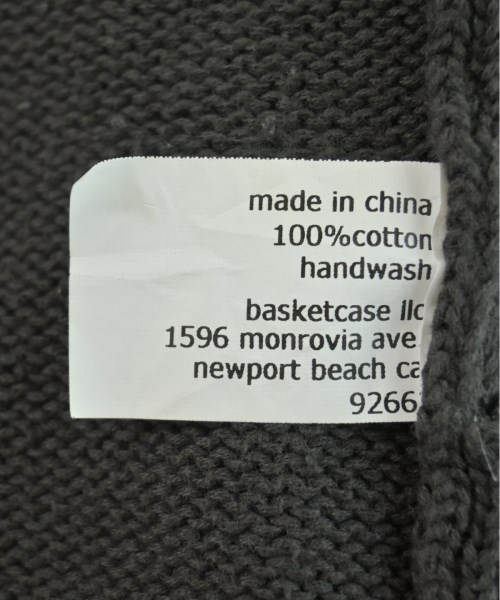 made in china
100%cotton
handwash
basketcase llc
1596 monrovia ave
newport beach ca
9266